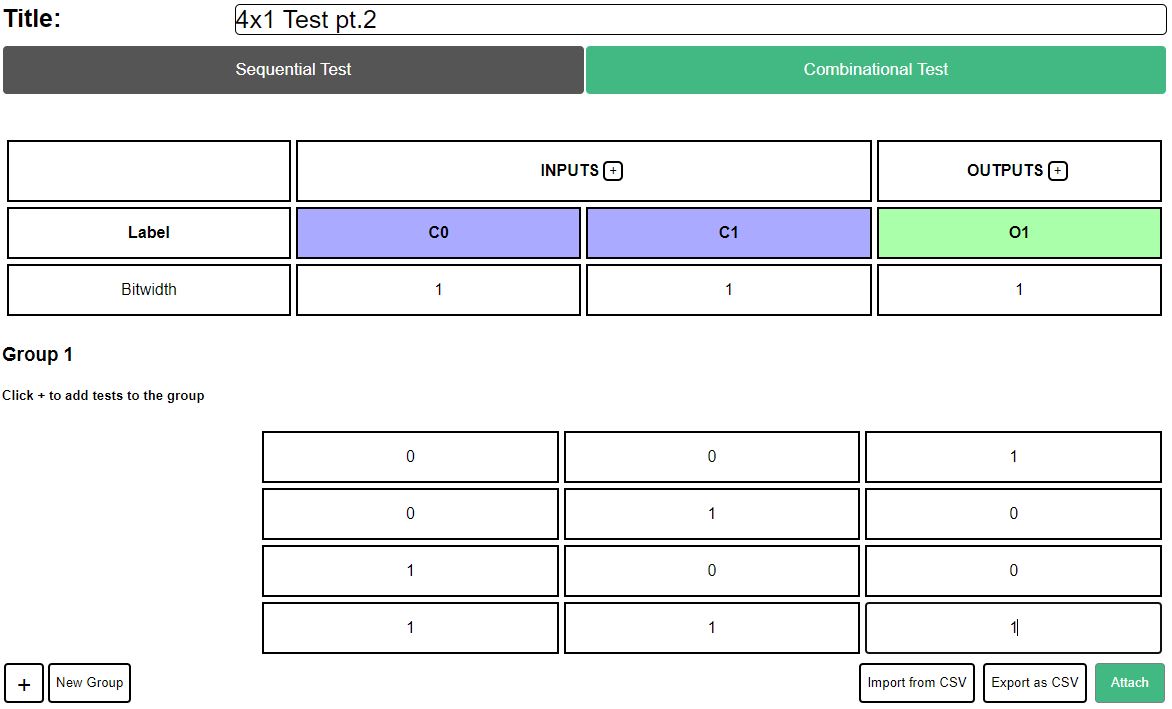 Title: 4x1 Test pt.2
Sequential Test Combinational Test
INPUTS + OUTPUTS +
Label C0 C1 O1
Bitwidth 1 1 1
Group 1
Click + to add tests to the group
0 0 1
0 1 0
1 0 0
1 1 1
+ New Group Import from CSV Export as CSV Attach